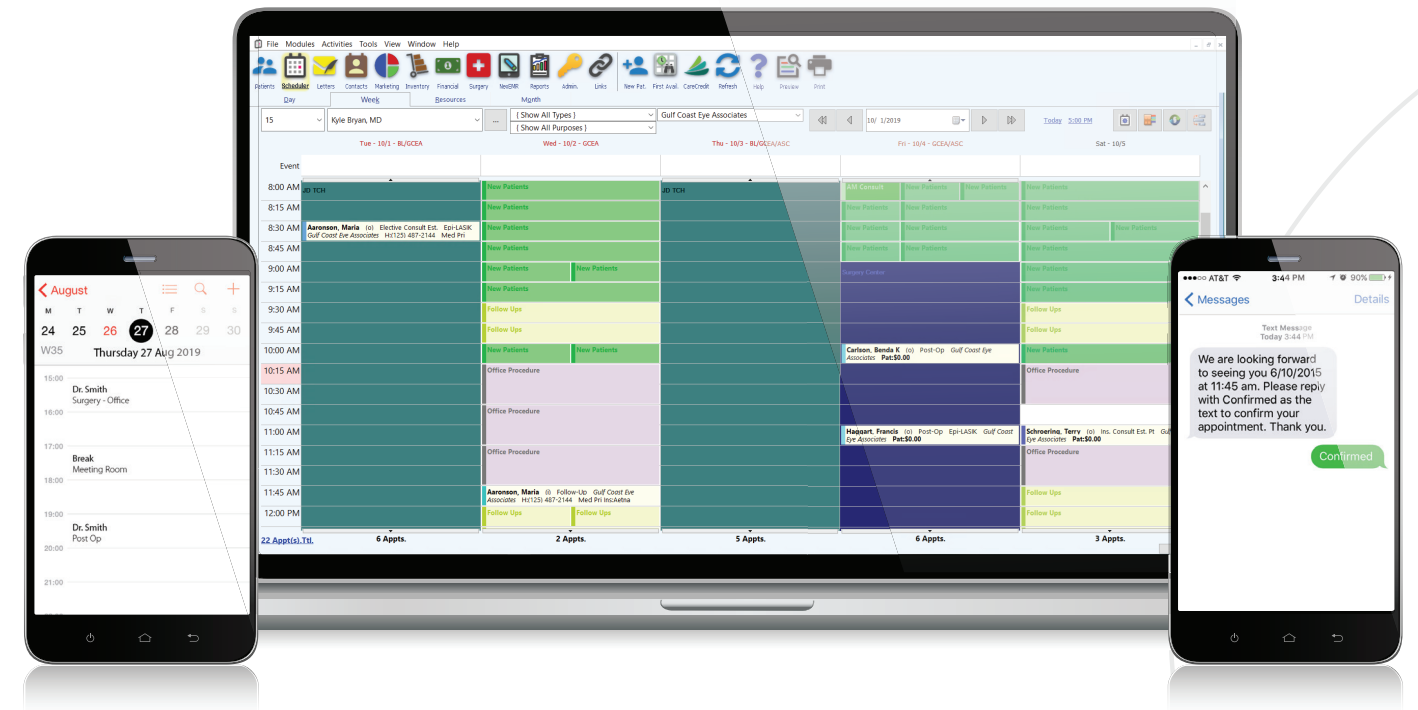 File Modules Activities Tools View Window Help
Patients Scheduler Letters Contacts Marketing Inventory Financial Surgery NexEMR Reports Admin. Links New Pat. First Avail. CareCredit Refresh Help Preview Print
Day Week Resources Month
15 Kyle Bryan, MD ... { Show All Types } Gulf Coast Eye Associates 10/ 1/2019 Today 5:00 PM
{ Show All Purposes }
Tue - 10/1 - BL/GCEA Wed - 10/2 - GCEA Thu - 10/3 - BL/GCEA/ASC Fri - 10/4 - GCEA/ASC Sat - 10/5
Event
8:00 AM JD TCH New Patients JD TCH AM Consult New Patients New Patients New Patients
8:15 AM New Patients New Patients New Patients New Patients
8:30 AM Aaronson, Maria (o) Elective Consult Est. Epi-LASIK New Patients New Patients New Patients New Patients New Patients
Gulf Coast Eye Associates H:(125) 487-2144 Med Pri
8:45 AM New Patients New Patients New Patients New Patients
9:00 AM New Patients New Patients Surgery Center New Patients
9:15 AM New Patients New Patients
9:30 AM Follow Ups Follow Ups
9:45 AM Follow Ups Follow Ups
10:00 AM New Patients New Patients Carlson, Benda K (o) Post-Op Gulf Coast Eye New Patients
Associates Pat:$0.00
10:15 AM Office Procedure Office Procedure
10:30 AM
10:45 AM Office Procedure
11:00 AM Haggart, Francis (o) Post-Op Epi-LASIK Gulf Coast Schroering, Terry (o) Ins. Consult Est. Pt
Eye Associates Pat:$0.00 Eye Associates Pat:$0.00
11:15 AM Office Procedure Office Procedure
11:30 AM
11:45 AM Aaronson, Maria (i) Follow-Up Gulf Coast Eye Follow Ups
Associates H:(125) 487-2144 Med Pri Ins:Aetna
12:00 PM Follow Ups Follow Ups Follow Ups
22 Appt(s).Ttl. 6 Appts. 2 Appts. 5 Appts. 6 Appts. 3 Appts.
August
M T W T F S S
24 25 26 27 28 29 30
W35 Thursday 27 Aug 2019
15:00
Dr. Smith
Surgery - Office
16:00
17:00
Break
Meeting Room
18:00
19:00
Dr. Smith
Post Op
20:00
21:00
AT&T 3:44 PM 90%
Messages Details
Text Message
Today 3:44 PM
We are looking forward
to seeing you 6/10/2015
at 11:45 am. Please reply
with Confirmed as the
text to confirm your
appointment. Thank you.
Confirmed